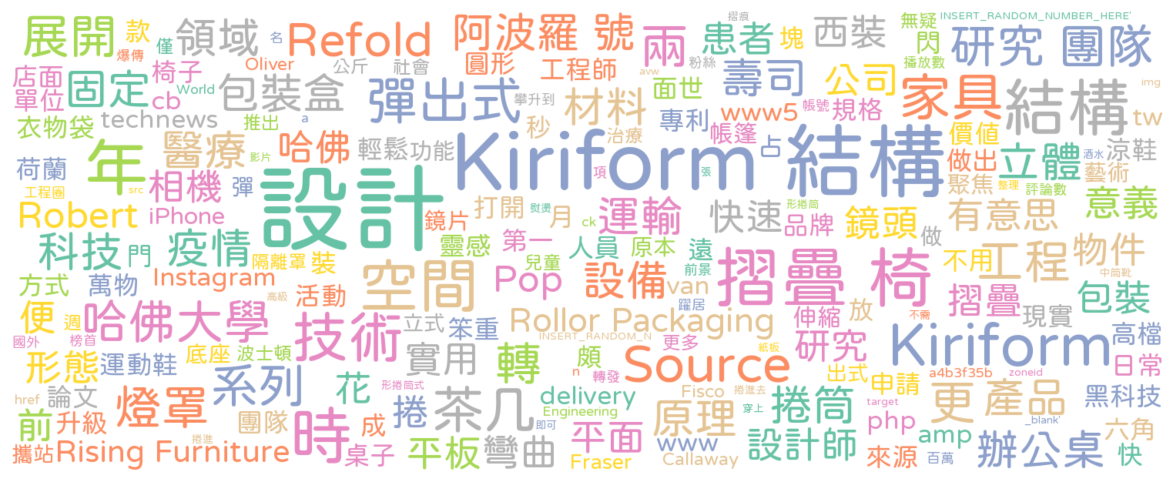 展開
款
僅
名
爆傳
領域
Refold
Oliver
公斤
社會
阿波羅 號
圓形
工程師
avw
兩
粉絲
摺痕
患者
塊
西裝
無疑
閃
播放數
INSERT_RANDOM_NUMBER_HERE'
研究 團隊
img
店面
單位
固定
椅子
cb
World
包裝盒
彈出式
攀升到
材料
面世
壽司
公司
帳號
規格
家具
結構
tw
衣物袋
technews
推出
a
秒
治療
專利
帳篷
www5
占
價值
酒水
涼鞋
荷蘭
年
醫療
影片
哈佛
輕鬆
功能
Kiriform
項
張
結構
做出
聚焦
整理
立體
評論數
藝術
工程圈
src
相機
彈
設計
熨燙
ck
形捲筒
意義
Robert
iPhone
鏡片
打開
月
運輸
快速
品牌
鏡頭
做
有意思
科技
門
疫情
隔離罩
裝
靈感
第一
兒童
人員
原本
遠
前景
摺疊 椅
不用
工程
物件
中局靴
方式
萬物
Instagram
活動
空間
Pop
設備
van
躍居
伸縮
放
摺疊
現實
包裝
便
週
哈佛大學
高級
技術
立式
笨重
Rollor Packaging
INSERT_RANDOM_N
更多
紙板
研究
不需
Kiriform
高檔
國外
榜首
形態
運動鞋
底座
波士頓
實用
轉
頗
n
轉發
Source
出式
a4b3f35b
zoneid
日常
href
論文
系列
形捲筒式
花
茶几
delivery
Fisco
捲進去
申請
target
更
產品
黑科技
前
升級
燈罩
團隊
時
成
捲
Engineering
即可
原理
穿上
捲筒
php
_blank'
六角
攜站
Rising Furniture
捲進
桌子
平板
彎曲
平面
Fraser
www
Callaway
設計師
amp
來源
百萬
辦公桌
快